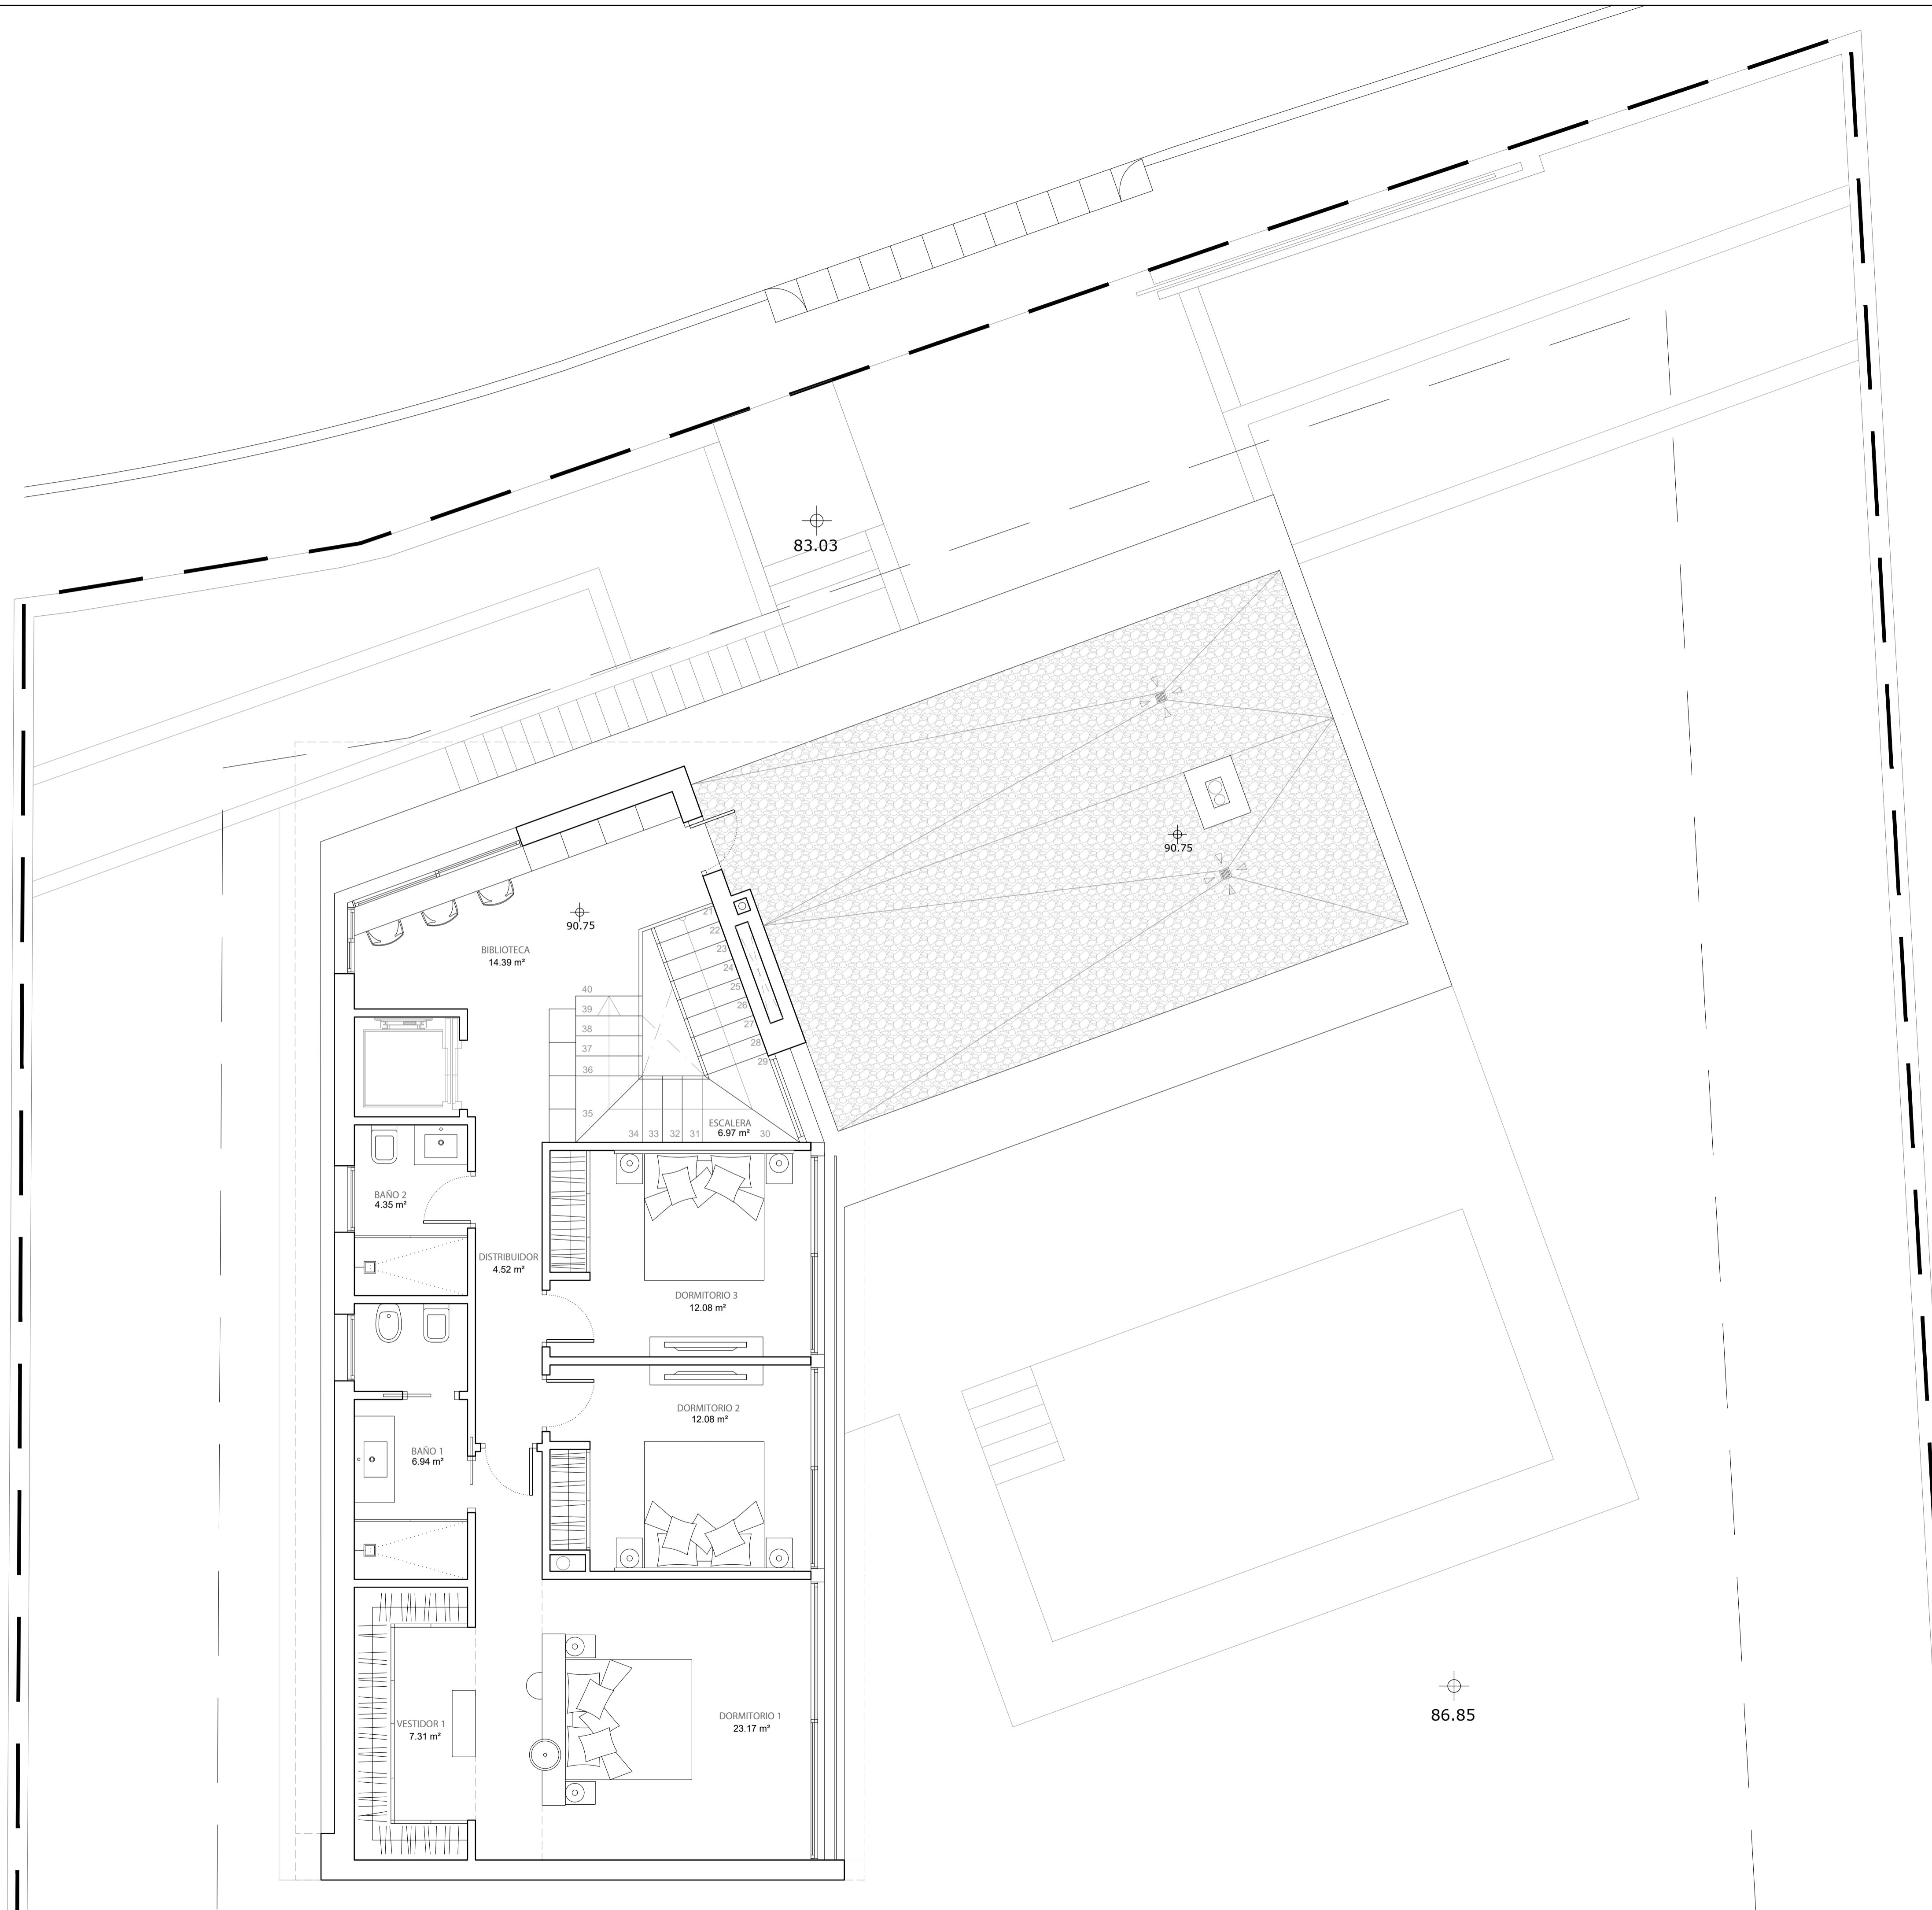 83.03
90.75
21
22
23
24
25
26
27
28
29
90.75
BIBLIOTECA
14.39 m²
40
39
38
37
36
35
34
33
32
31
30
ESCALERA
6.97 m²
BAÑO 2
4.35 m²
DISTRIBUIDOR
4.52 m²
DORMITORIO 3
12.08 m²
DORMITORIO 2
12.08 m²
BAÑO 1
6.94 m²
VESTIDOR 1
7.31 m²
DORMITORIO 1
23.17 m²
86.85